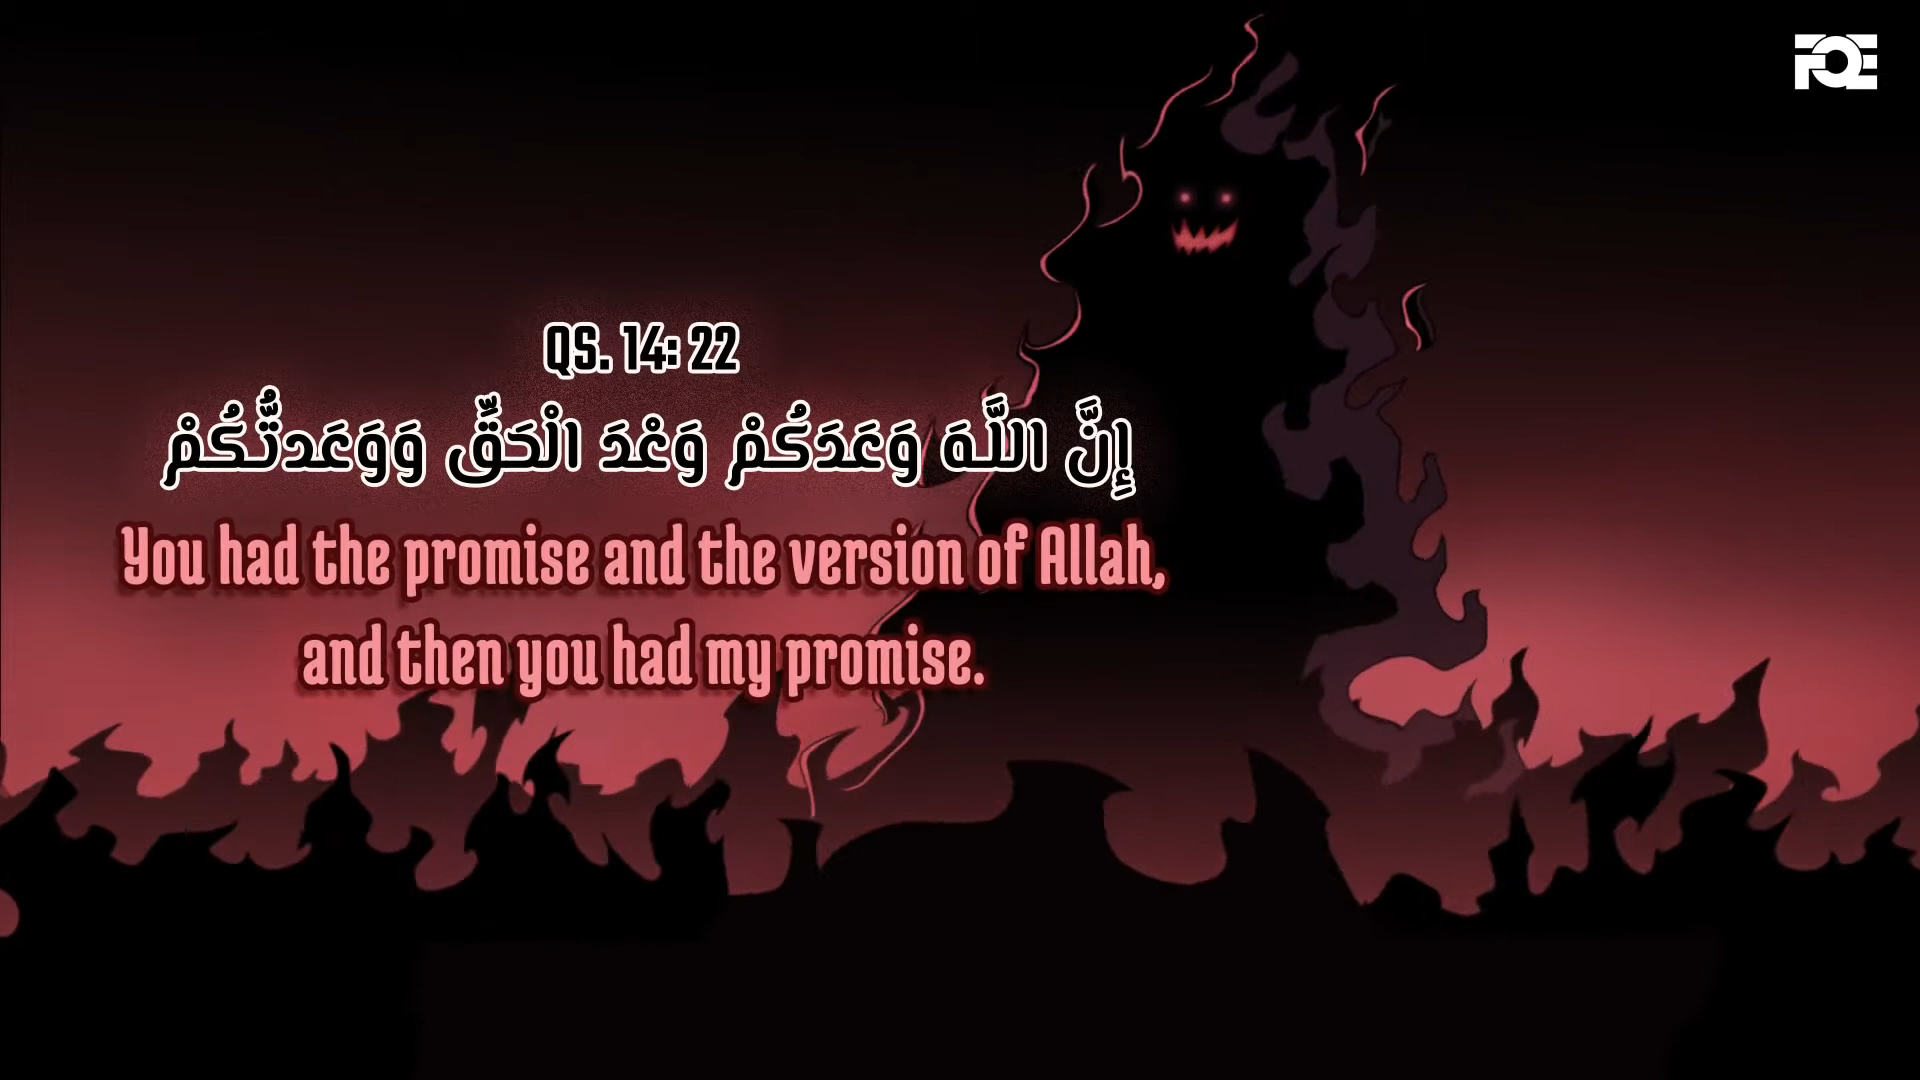 FQE
QS. 14: 22
إِنَّ اللَّهَ وَعَدَكُمْ وَعْدَ الْحَقِّ وَوَعَدتُّكُمْ
You had the promise and the version of Allah,
and then you had my promise.